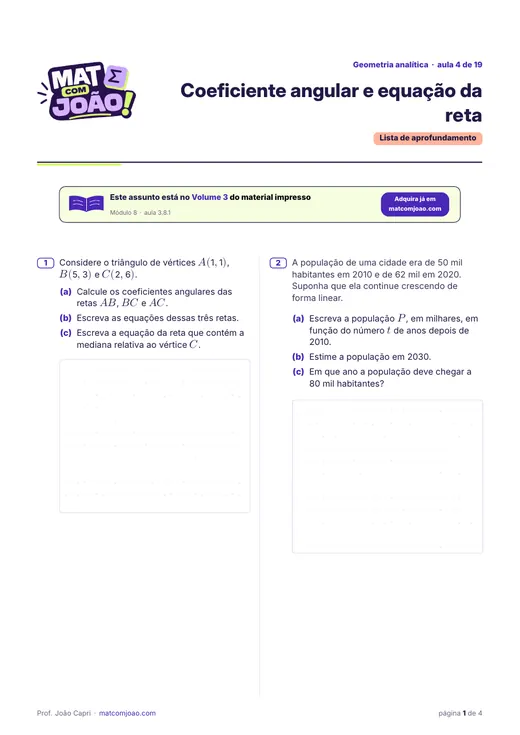 MAT
COM
JOÃO!
Σ
Geometria analítica · aula 4 de 19
Coeficiente angular e equação da
reta
Lista de aprofundamento
Este assunto está no Volume 3 do material impresso
Módulo 8 · aula 3.8.1
Adquira já em
matcomjoao.com
1 Considere o triângulo de vértices A(1, 1),
B(5, 3) e C(2, 6).
(a) Calcule os coeficientes angulares das
retas AB, BC e AC.
(b) Escreva as equações dessas três retas.
(c) Escreva a equação da reta que contém a
mediana relativa ao vértice C.
2 A população de uma cidade era de 50 mil
habitantes em 2010 e de 62 mil em 2020.
Suponha que ela continue crescendo de
forma linear.
(a) Escreva a população P, em milhares, em
função do número t de anos depois de
2010.
(b) Estime a população em 2030.
(c) Em que ano a população deve chegar a
80 mil habitantes?
Prof. João Capri · matcomjoao.com
página 1 de 4